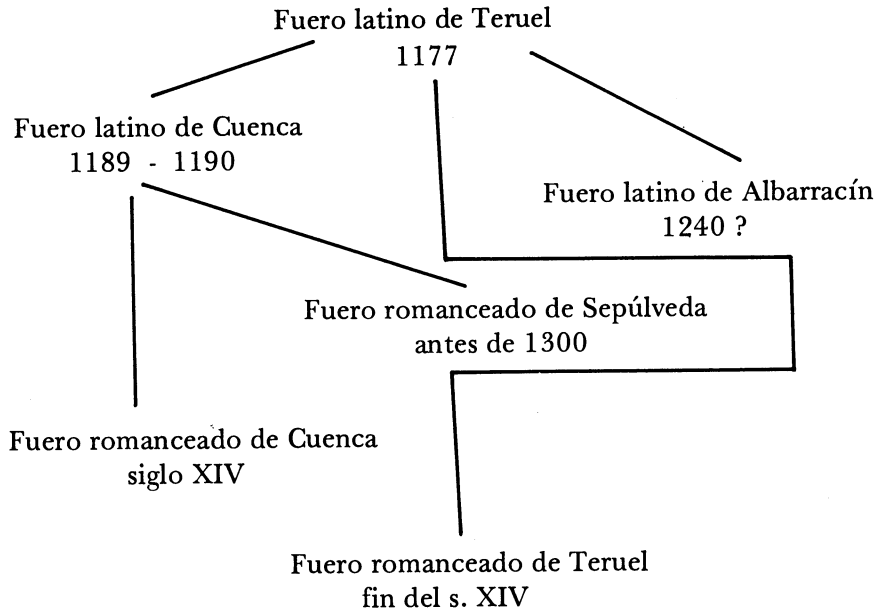 Fuero latino de Teruel
1177
Fuero latino de Cuenca
1189 - 1190
Fuero latino de Albarracín
1240 ?
Fuero romanceado de Sepúlveda
antes de 1300
Fuero romanceado de Cuenca
siglo XIV
Fuero romanceado de Teruel
fin del s. XIV